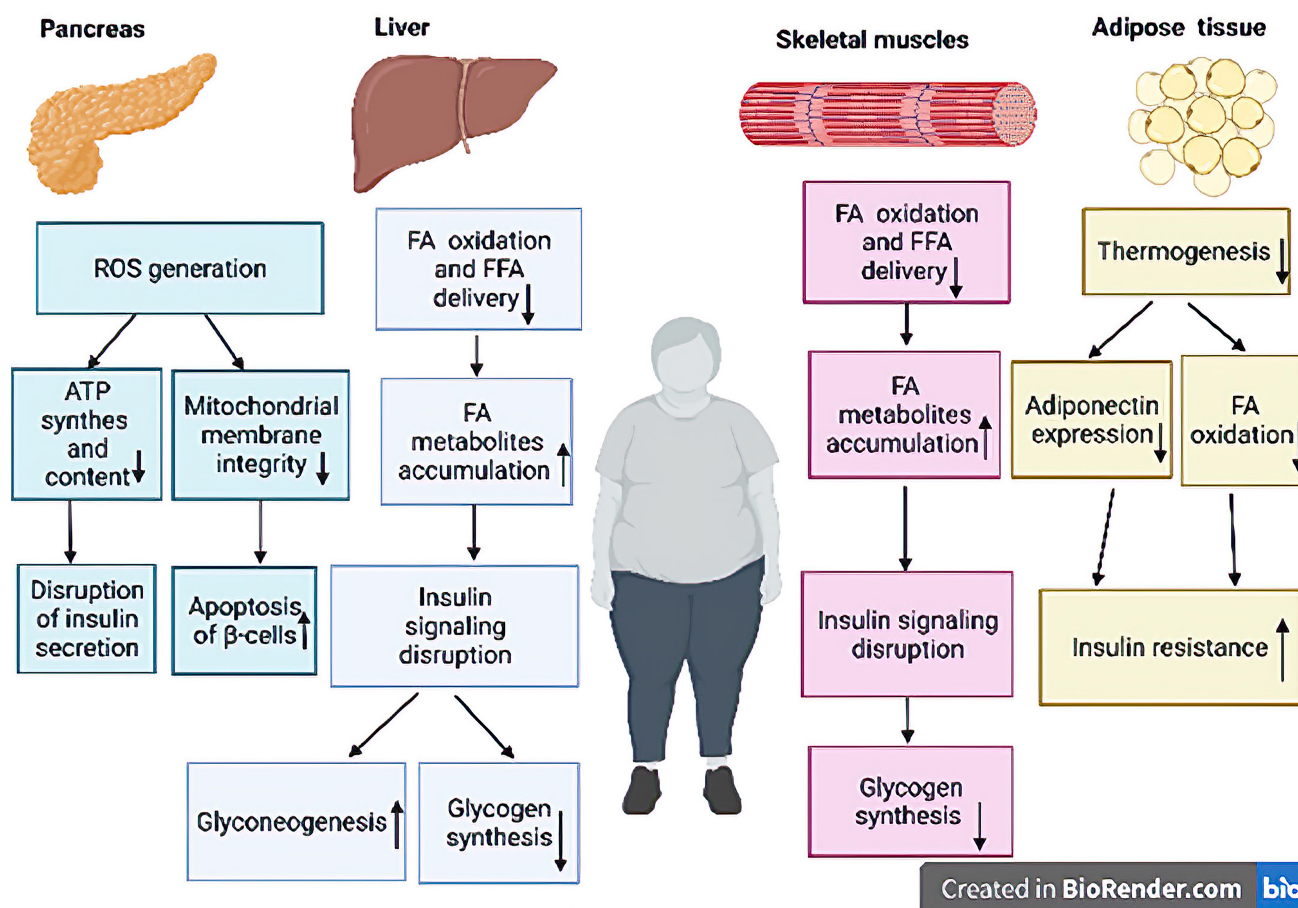 Pancreas
Liver
Skeletal muscles
Adipose tissue
ROS generation
ATP
synthes and
content
Mitochondrial
membrane
integrity
Disruption
of insulin
secretion
Apoptosis
of β-cells
FA oxidation
and FFA
delivery
FA
metabolites
accumulation
Insulin
signaling
disruption
Glyconeogenesis
Glycogen
synthesis
FA oxidation
and FFA
delivery
FA
metabolites
accumulation
Insulin signaling
disruption
Glycogen
synthesis
Thermogenesis
Adiponectin
expression
FA
oxidation
Insulin resistance
Created in BioRender.com bio